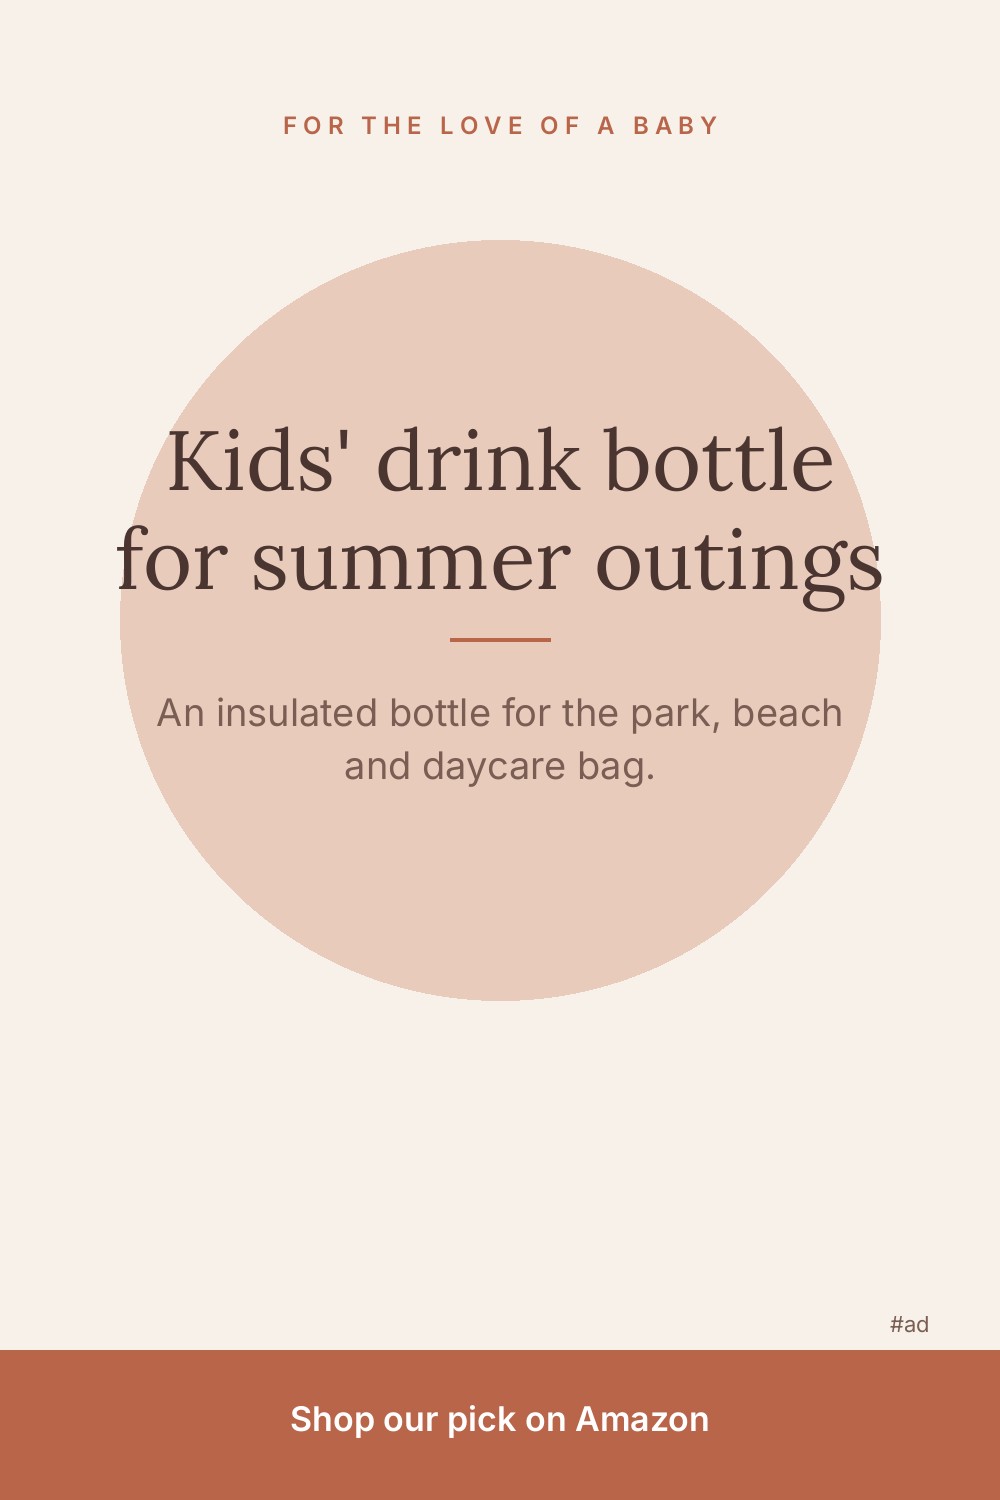 FOR THE LOVE OF A BABY
Kids' drink bottle
for summer outings
An insulated bottle for the park, beach
and daycare bag.
#ad
Shop our pick on Amazon